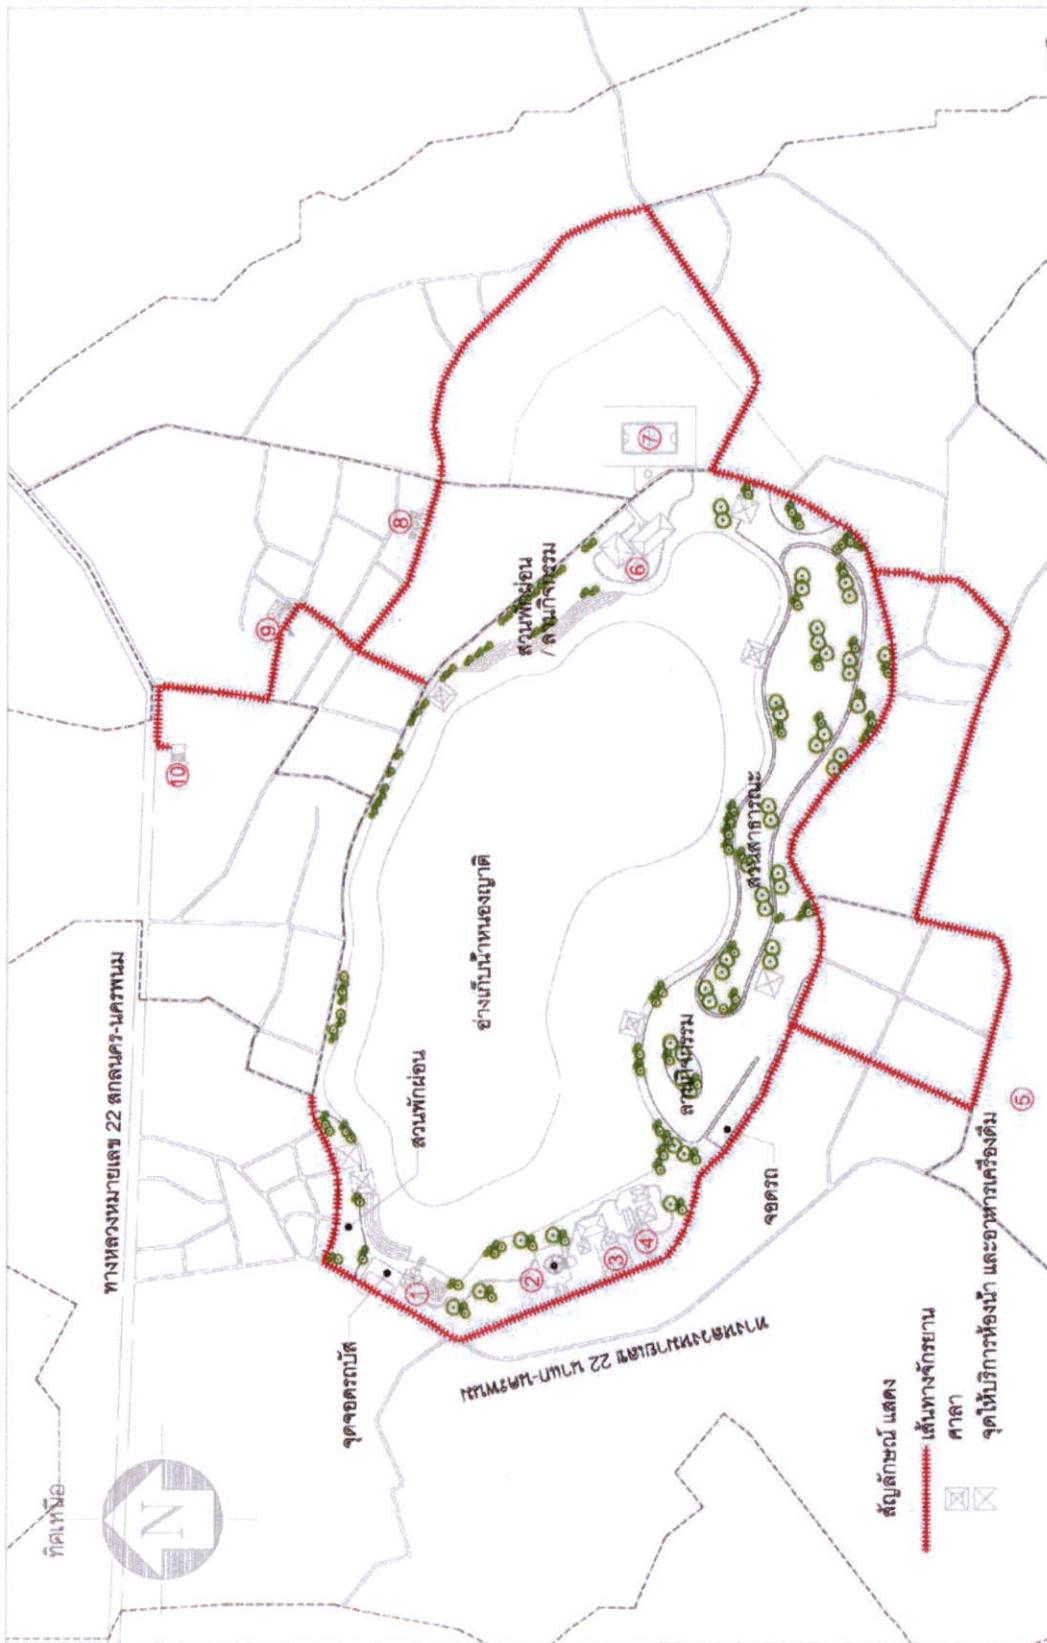 ทิศเหนือ
N
ทางหลวงหมายเลข 22 สกลนคร-นครพนม
10
9
8
จุดจอดรถบัส
สวนพักผ่อน
1
อ่างเก็บน้ำหนองญาติ
สวนพักผ่อน
/ ลานกิจกรรม
6
7
2
3
4
ทางหลวงหมายเลข 22 นาแก-นครพนม
ลานกิจกรรม
สวนสาธารณะ
จอดรถ
5
สัญลักษณ์ แสดง
เส้นทางจักรยาน
ศาลา
จุดให้บริการห้องน้ำ และอาหารเครื่องดื่ม